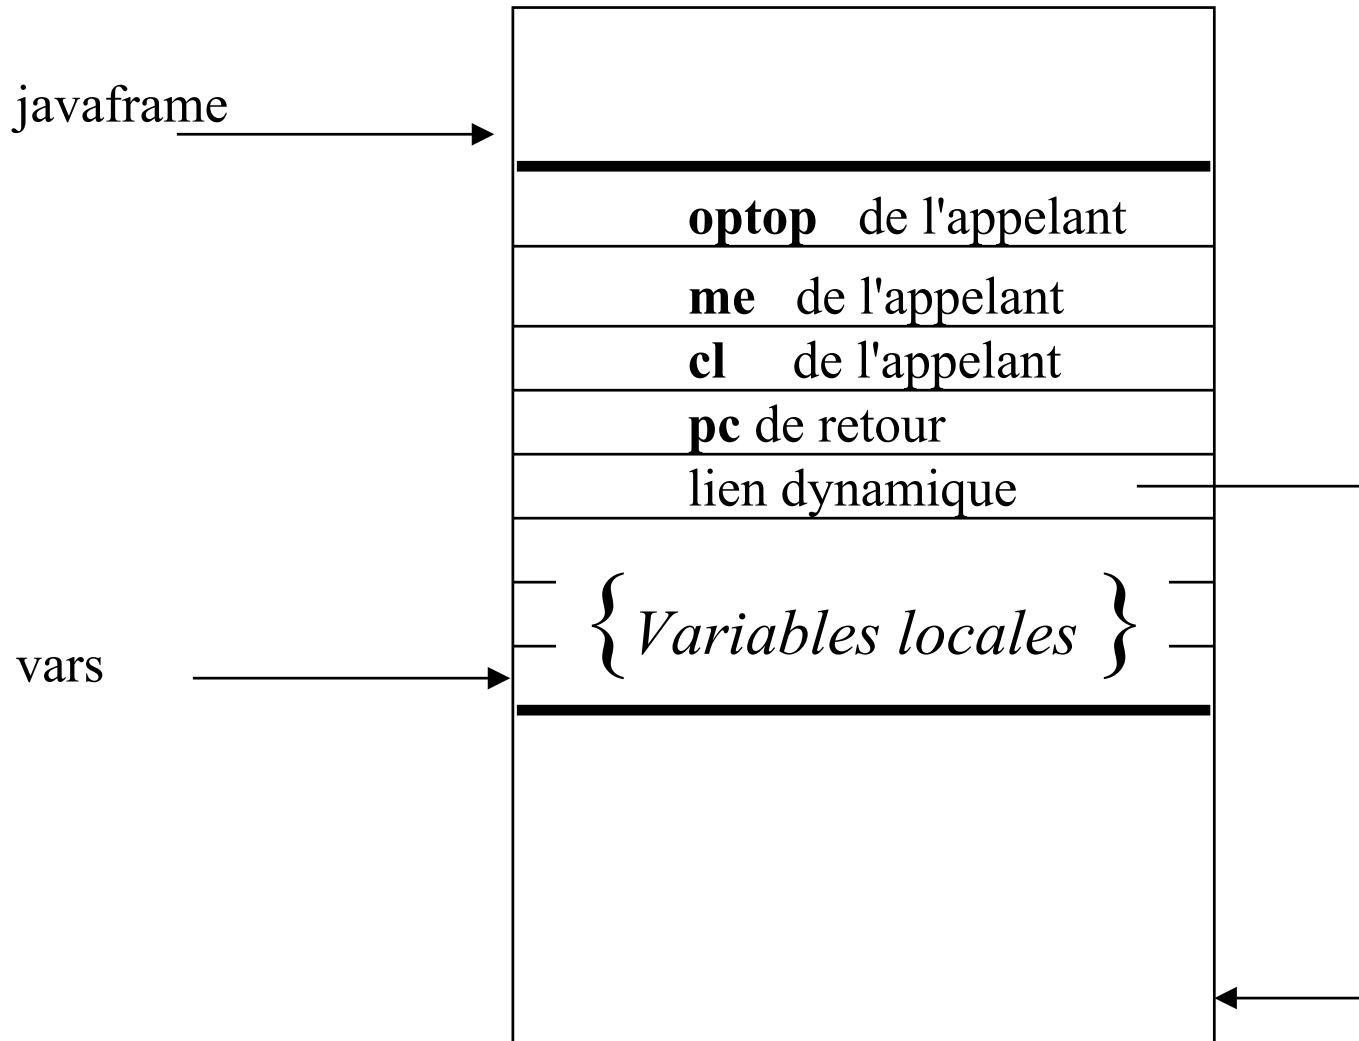 javaframe
optop de l'appelant
me de l'appelant
cl de l'appelant
pc de retour
lien dynamique
{ Variables locales }
vars